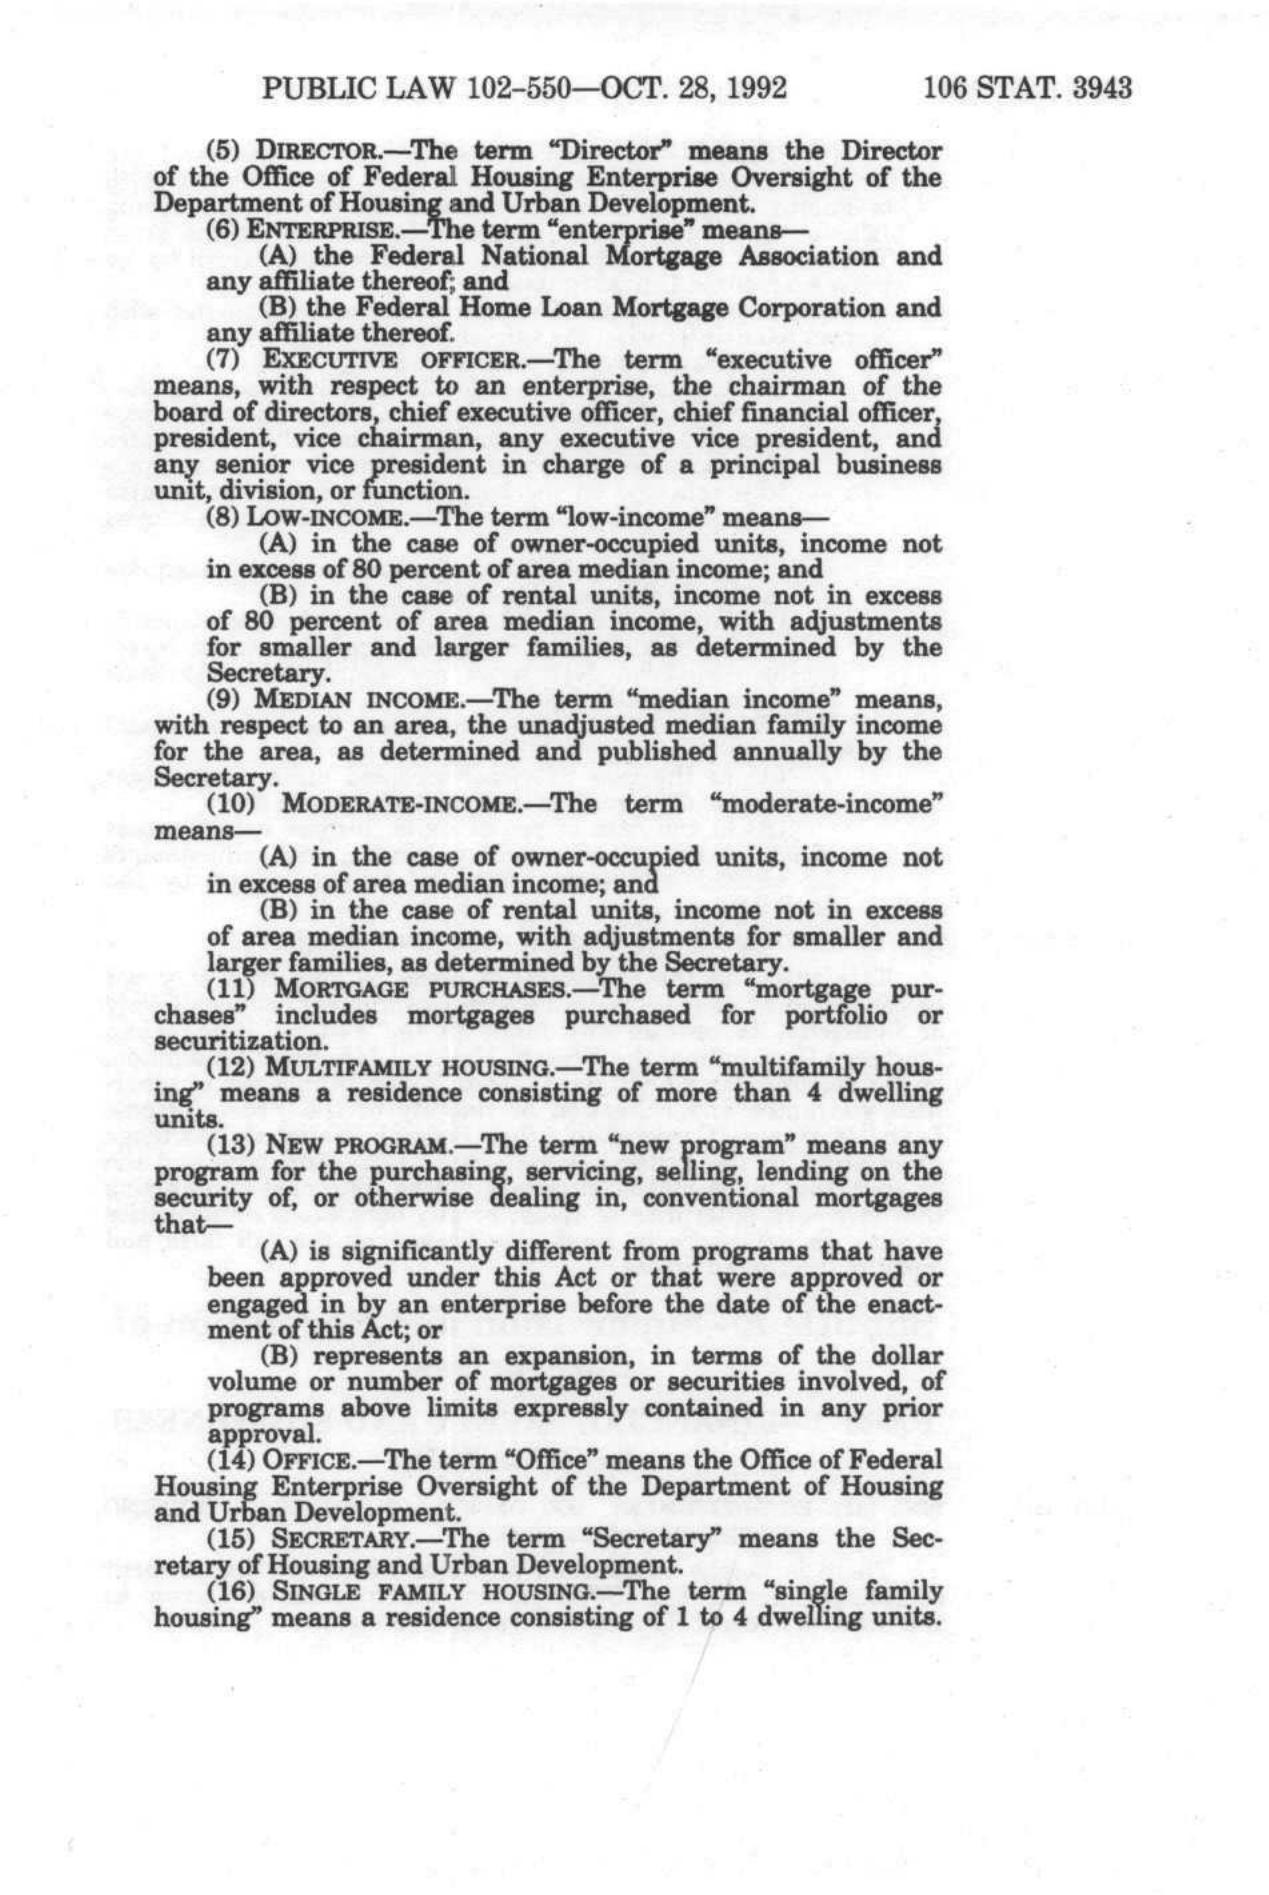 PUBLIC LAW 102–550—OCT. 28, 1992 106 STAT. 3943
(5) DIRECTOR.—The term “Director” means the Director
of the Office of Federal Housing Enterprise Oversight of the
Department of Housing and Urban Development.
(6) ENTERPRISE.—The term “enterprise” means—
(A) the Federal National Mortgage Association and
any affiliate thereof; and
(B) the Federal Home Loan Mortgage Corporation and
any affiliate thereof.
(7) EXECUTIVE OFFICER.—The term “executive officer”
means, with respect to an enterprise, the chairman of the
board of directors, chief executive officer, chief financial officer,
president, vice chairman, any executive vice president, and
any senior vice president in charge of a principal business
unit, division, or function.
(8) LOW-INCOME.—The term “low-income” means—
(A) in the case of owner-occupied units, income not
in excess of 80 percent of area median income; and
(B) in the case of rental units, income not in excess
of 80 percent of area median income, with adjustments
for smaller and larger families, as determined by the
Secretary.
(9) MEDIAN INCOME.—The term “median income” means,
with respect to an area, the unadjusted median family income
for the area, as determined and published annually by the
Secretary.
(10) MODERATE-INCOME.—The term “moderate-income”
means—
(A) in the case of owner-occupied units, income not
in excess of area median income; and
(B) in the case of rental units, income not in excess
of area median income, with adjustments for smaller and
larger families, as determined by the Secretary.
(11) MORTGAGE PURCHASES.—The term “mortgage pur-
chases” includes mortgages purchased for portfolio or
securitization.
(12) MULTIFAMILY HOUSING.—The term “multifamily hous-
ing” means a residence consisting of more than 4 dwelling
units.
(13) NEW PROGRAM.—The term “new program” means any
program for the purchasing, servicing, selling, lending on the
security of, or otherwise dealing in, conventional mortgages
that—
(A) is significantly different from programs that have
been approved under this Act or that were approved or
engaged in by an enterprise before the date of the enact-
ment of this Act; or
(B) represents an expansion, in terms of the dollar
volume or number of mortgages or securities involved, of
programs above limits expressly contained in any prior
approval.
(14) OFFICE.—The term “Office” means the Office of Federal
Housing Enterprise Oversight of the Department of Housing
and Urban Development.
(15) SECRETARY.—The term “Secretary” means the Sec-
retary of Housing and Urban Development.
(16) SINGLE FAMILY HOUSING.—The term “single family
housing” means a residence consisting of 1 to 4 dwelling units.